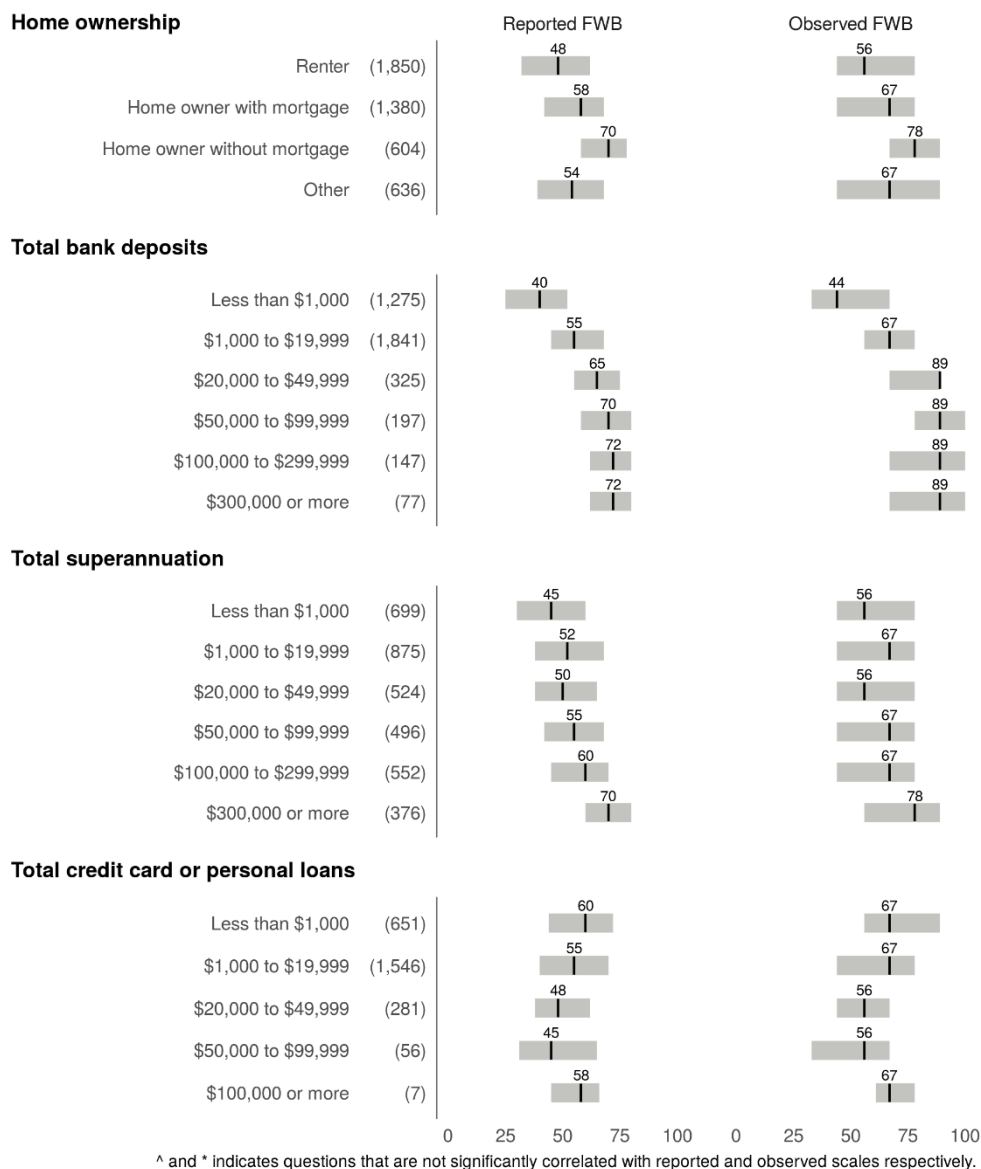 Home ownership Reported FWB Observed FWB
48 56
Renter (1,850)
58 67
Home owner with mortgage (1,380)
70 78
Home owner without mortgage (604)
54 67
Other (636)
Total bank deposits
40 44
Less than $1,000 (1,275)
55 67
$1,000 to $19,999 (1,841)
65 89
$20,000 to $49,999 (325)
70 89
$50,000 to $99,999 (197)
72 89
$100,000 to $299,999 (147)
72 89
$300,000 or more (77)
Total superannuation
45 56
Less than $1,000 (699)
52 67
$1,000 to $19,999 (875)
50 56
$20,000 to $49,999 (524)
55 67
$50,000 to $99,999 (496)
60 67
$100,000 to $299,999 (552)
70 78
$300,000 or more (376)
Total credit card or personal loans
60 67
Less than $1,000 (651)
55 67
$1,000 to $19,999 (1,546)
48 56
$20,000 to $49,999 (281)
45 56
$50,000 to $99,999 (56)
58 67
$100,000 or more (7)
0 25 50 75 100 0 25 50 75 100
^ and * indicates questions that are not significantly correlated with reported and observed scales respectively.